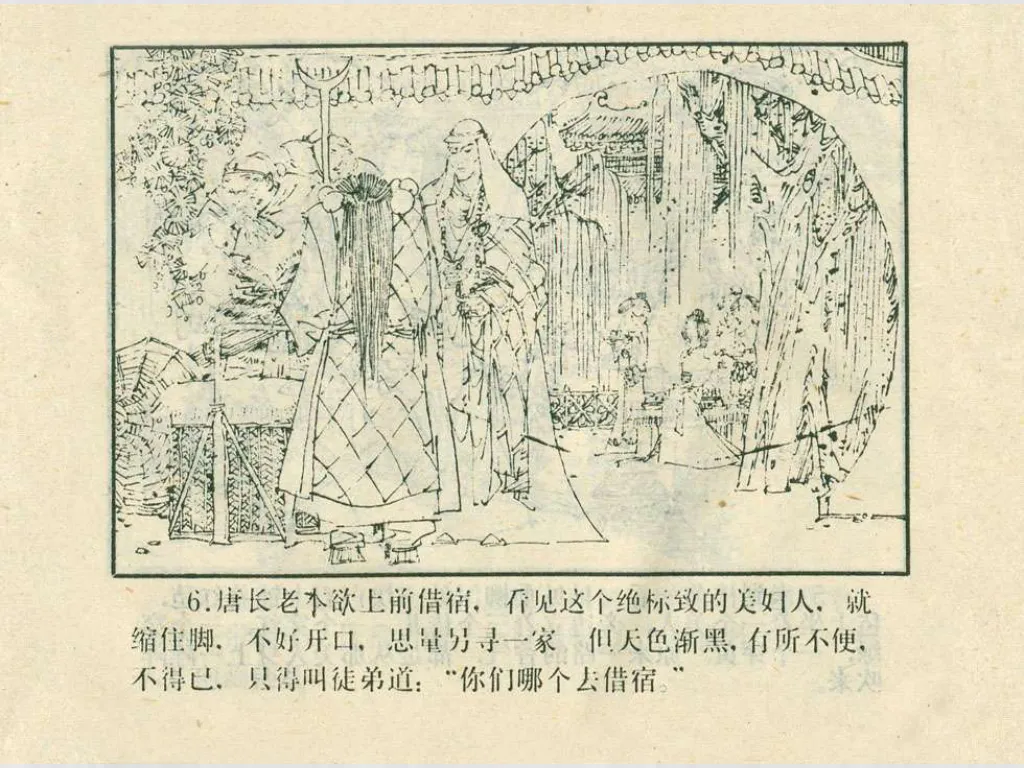 6.唐长老本欲上前借宿，看见这个绝标致的美妇人，就
缩住脚，不好开口，思量另寻一家 但天色渐黑，有所不便，
不得已，只得叫徒弟道：“你们哪个去借宿。”